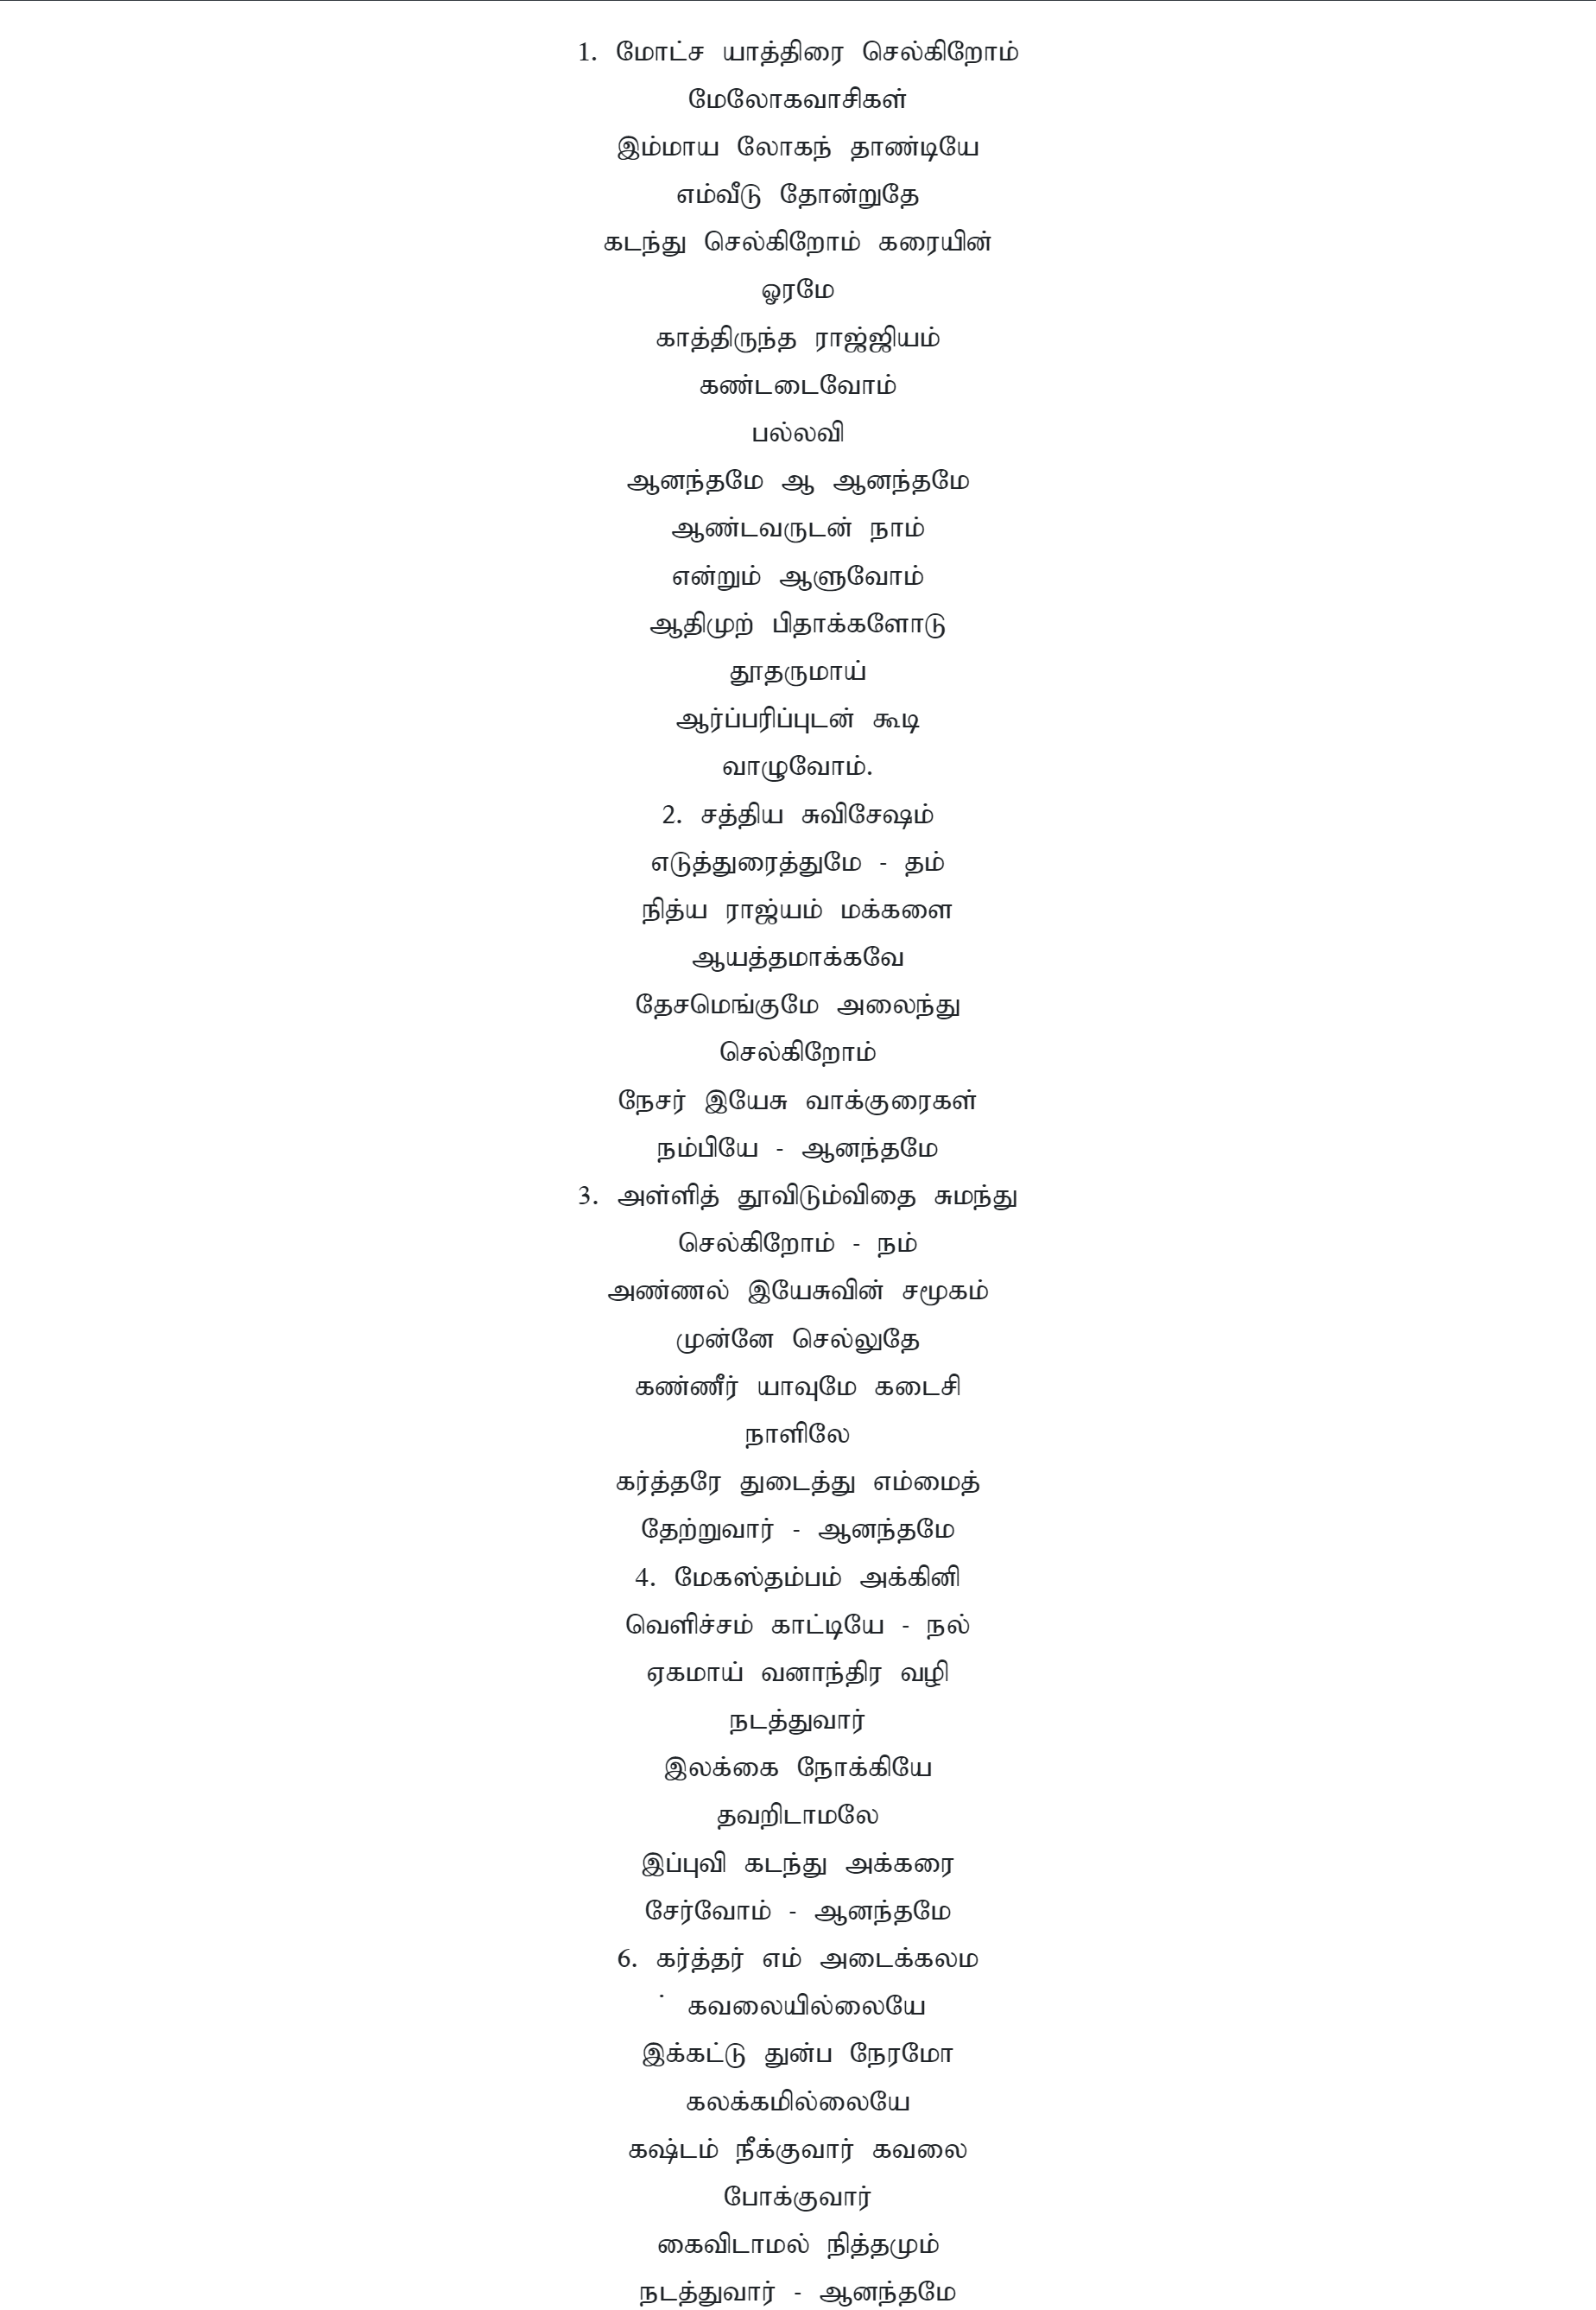 1. மோட்ச யாத்திரை செல்கிறோம்
மேலோகவாசிகள்
இம்மாய லோகந் தாண்டியே
எம்வீடு தோன்றுதே
கடந்து செல்கிறோம் கரையின்
ஓரமே
காத்திருந்த ராஜ்ஜியம்
கண்டடைவோம்
பல்லவி
ஆனந்தமே ஆ ஆனந்தமே
ஆண்டவருடன் நாம்
என்றும் ஆளுவோம்
ஆதிமுற் பிதாக்களோடு
தூதருமாய்
ஆர்ப்பரிப்புடன் கூடி
வாழுவோம்.
2. சத்திய சுவிசேஷம்
எடுத்துரைத்துமே - தம்
நித்ய ராஜ்யம் மக்களை
ஆயத்தமாக்கவே
தேசமெங்குமே அலைந்து
செல்கிறோம்
நேசர் இயேசு வாக்குரைகள்
நம்பியே - ஆனந்தமே
3. அள்ளித் தூவிடும்விதை சுமந்து
செல்கிறோம் - நம்
அண்ணல் இயேசுவின் சமூகம்
முன்னே செல்லுதே
கண்ணீர் யாவுமே கடைசி
நாளிலே
கர்த்தரே துடைத்து எம்மைத்
தேற்றுவார் - ஆனந்தமே
4. மேகஸ்தம்பம் அக்கினி
வெளிச்சம் காட்டியே - நல்
ஏகமாய் வனாந்திர வழி
நடத்துவார்
இலக்கை நோக்கியே
தவறிடாமலே
இப்புவி கடந்து அக்கரை
சேர்வோம் - ஆனந்தமே
6. கர்த்தர் எம் அடைக்கலம
் கவலையில்லையே
இக்கட்டு துன்ப நேரமோ
கலக்கமில்லையே
கஷ்டம் நீக்குவார் கவலை
போக்குவார்
கைவிடாமல் நித்தமும்
நடத்துவார் - ஆனந்தமே